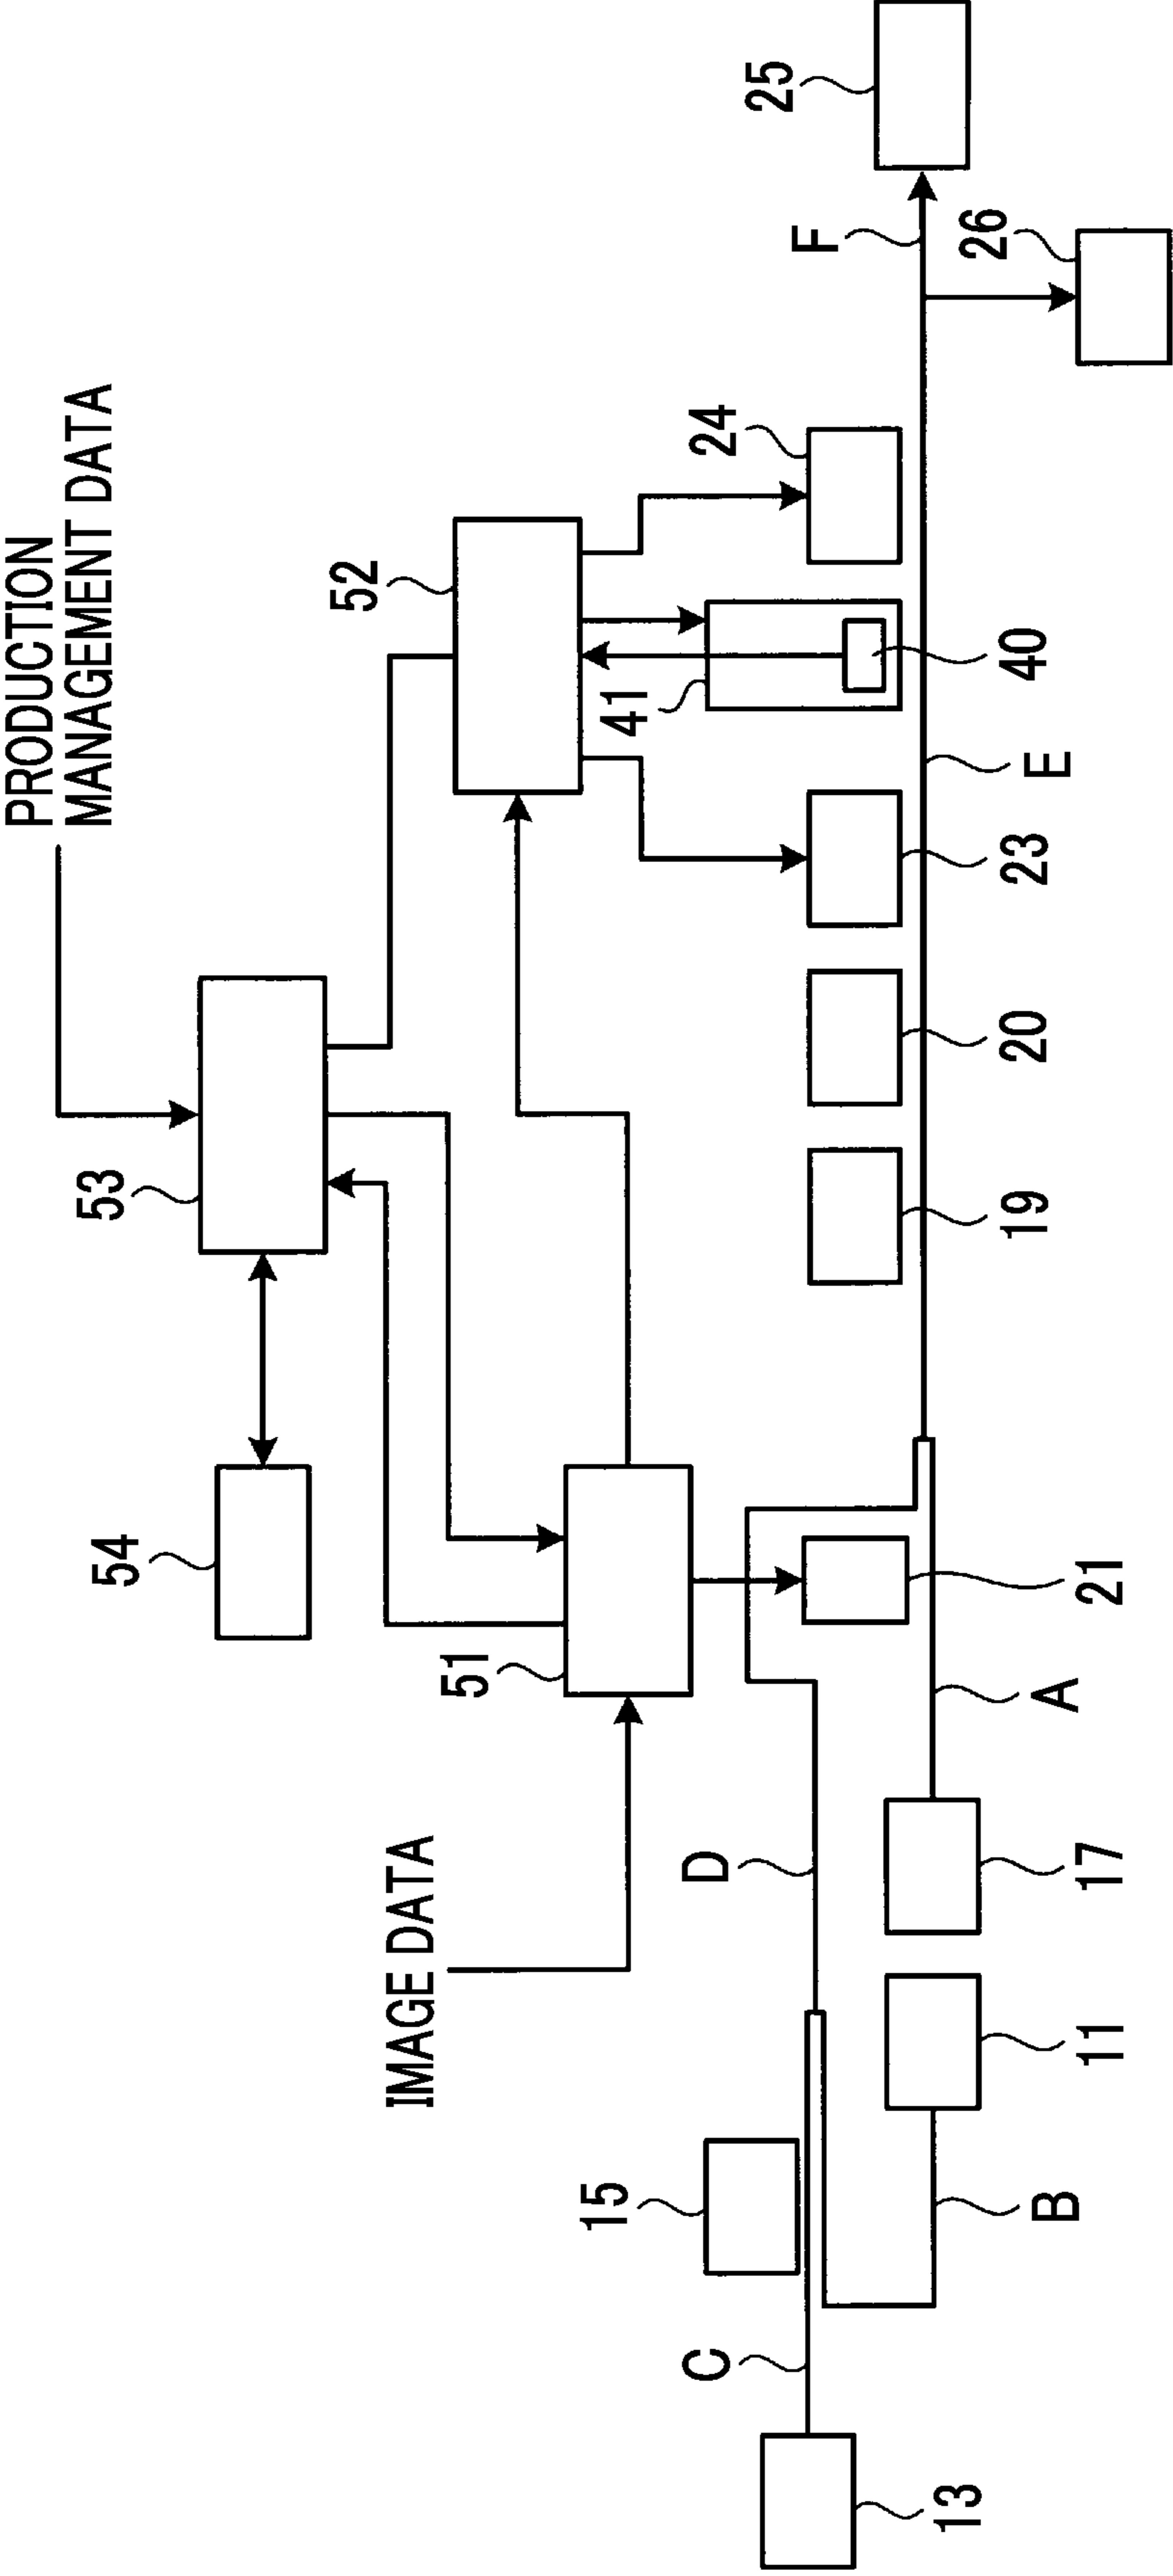 PRODUCTION
MANAGEMENT DATA
53
54
52
51
IMAGE DATA
41
24
25
F
26
40
E
23
20
19
21
A
D
17
11
15
B
C
13